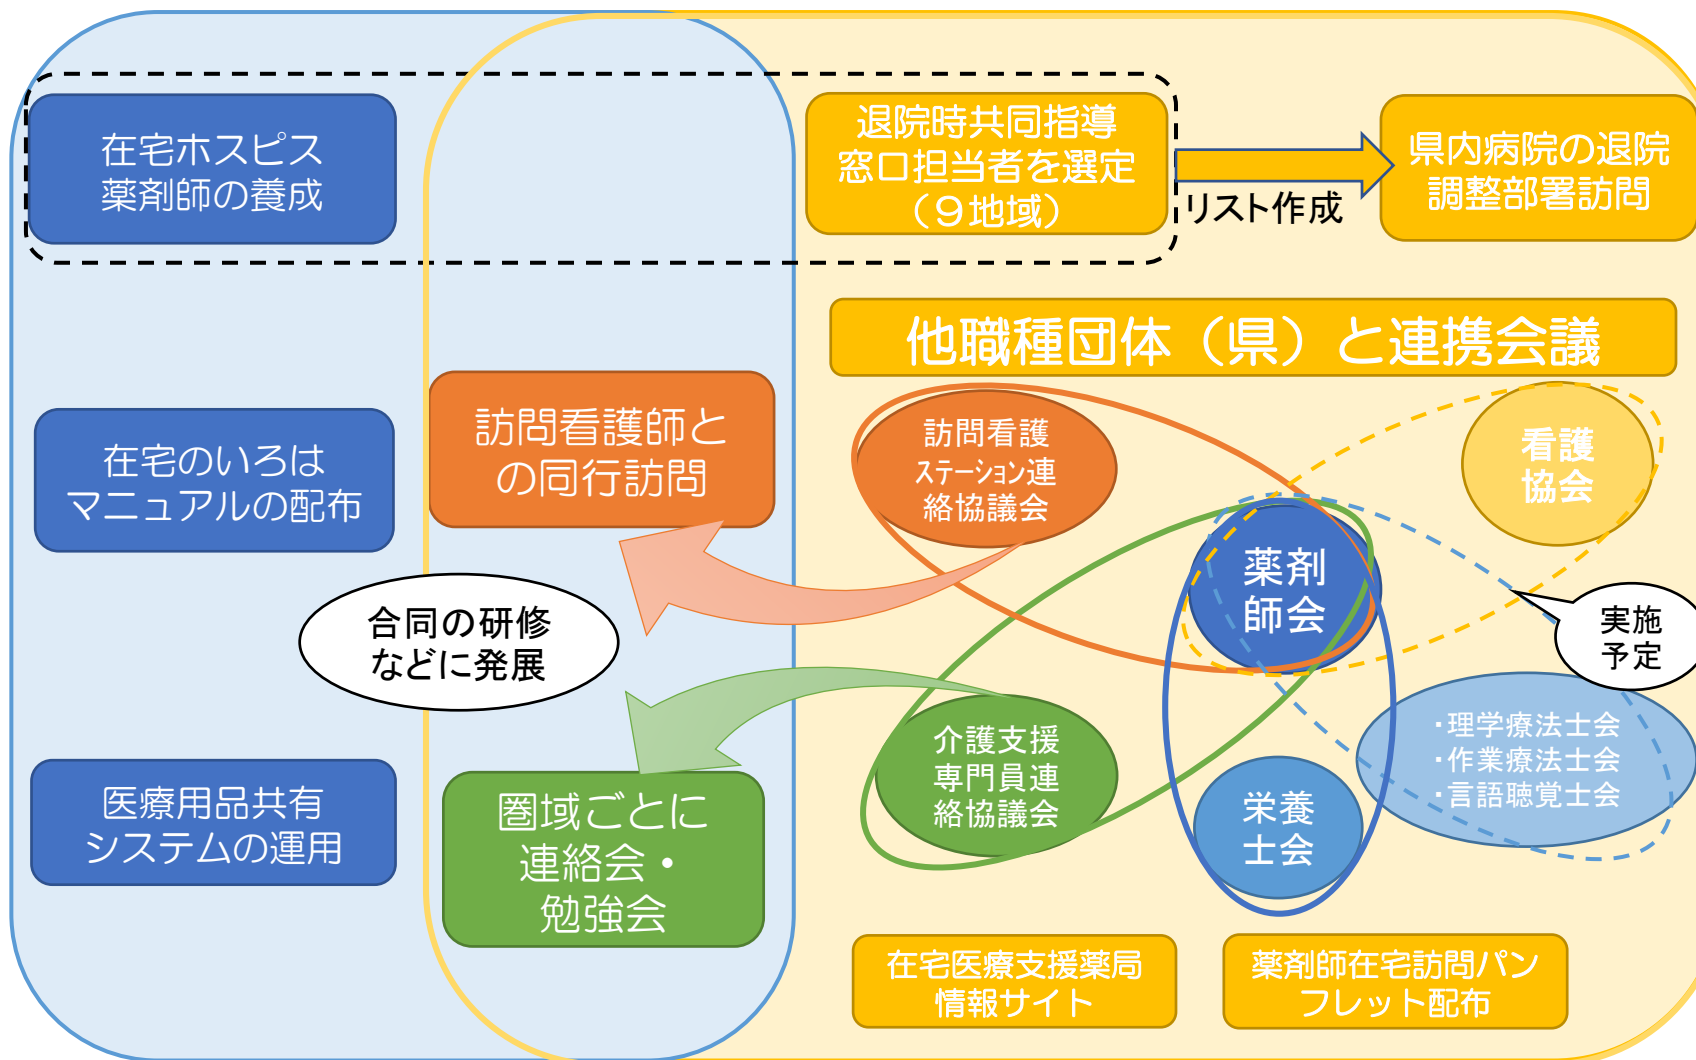 在宅ホスピス
薬剤師の養成
退院時共同指導
窓口担当者を選定
（９地域）
リスト作成
県内病院の退院
調整部署訪問
他職種団体（県）と連携会議
在宅のいろは
マニュアルの配布
訪問看護師と
の同行訪問
訪問看護
ステーション連
絡協議会
看護
協会
薬剤
師会
合同の研修
などに発展
実施
予定
医療用品共有
システムの運用
圏域ごとに
連絡会・
勉強会
介護支援
専門員連
絡協議会
栄養
士会
・理学療法士会
・作業療法士会
・言語聴覚士会
在宅医療支援薬局
情報サイト
薬剤師在宅訪問パン
フレット配布